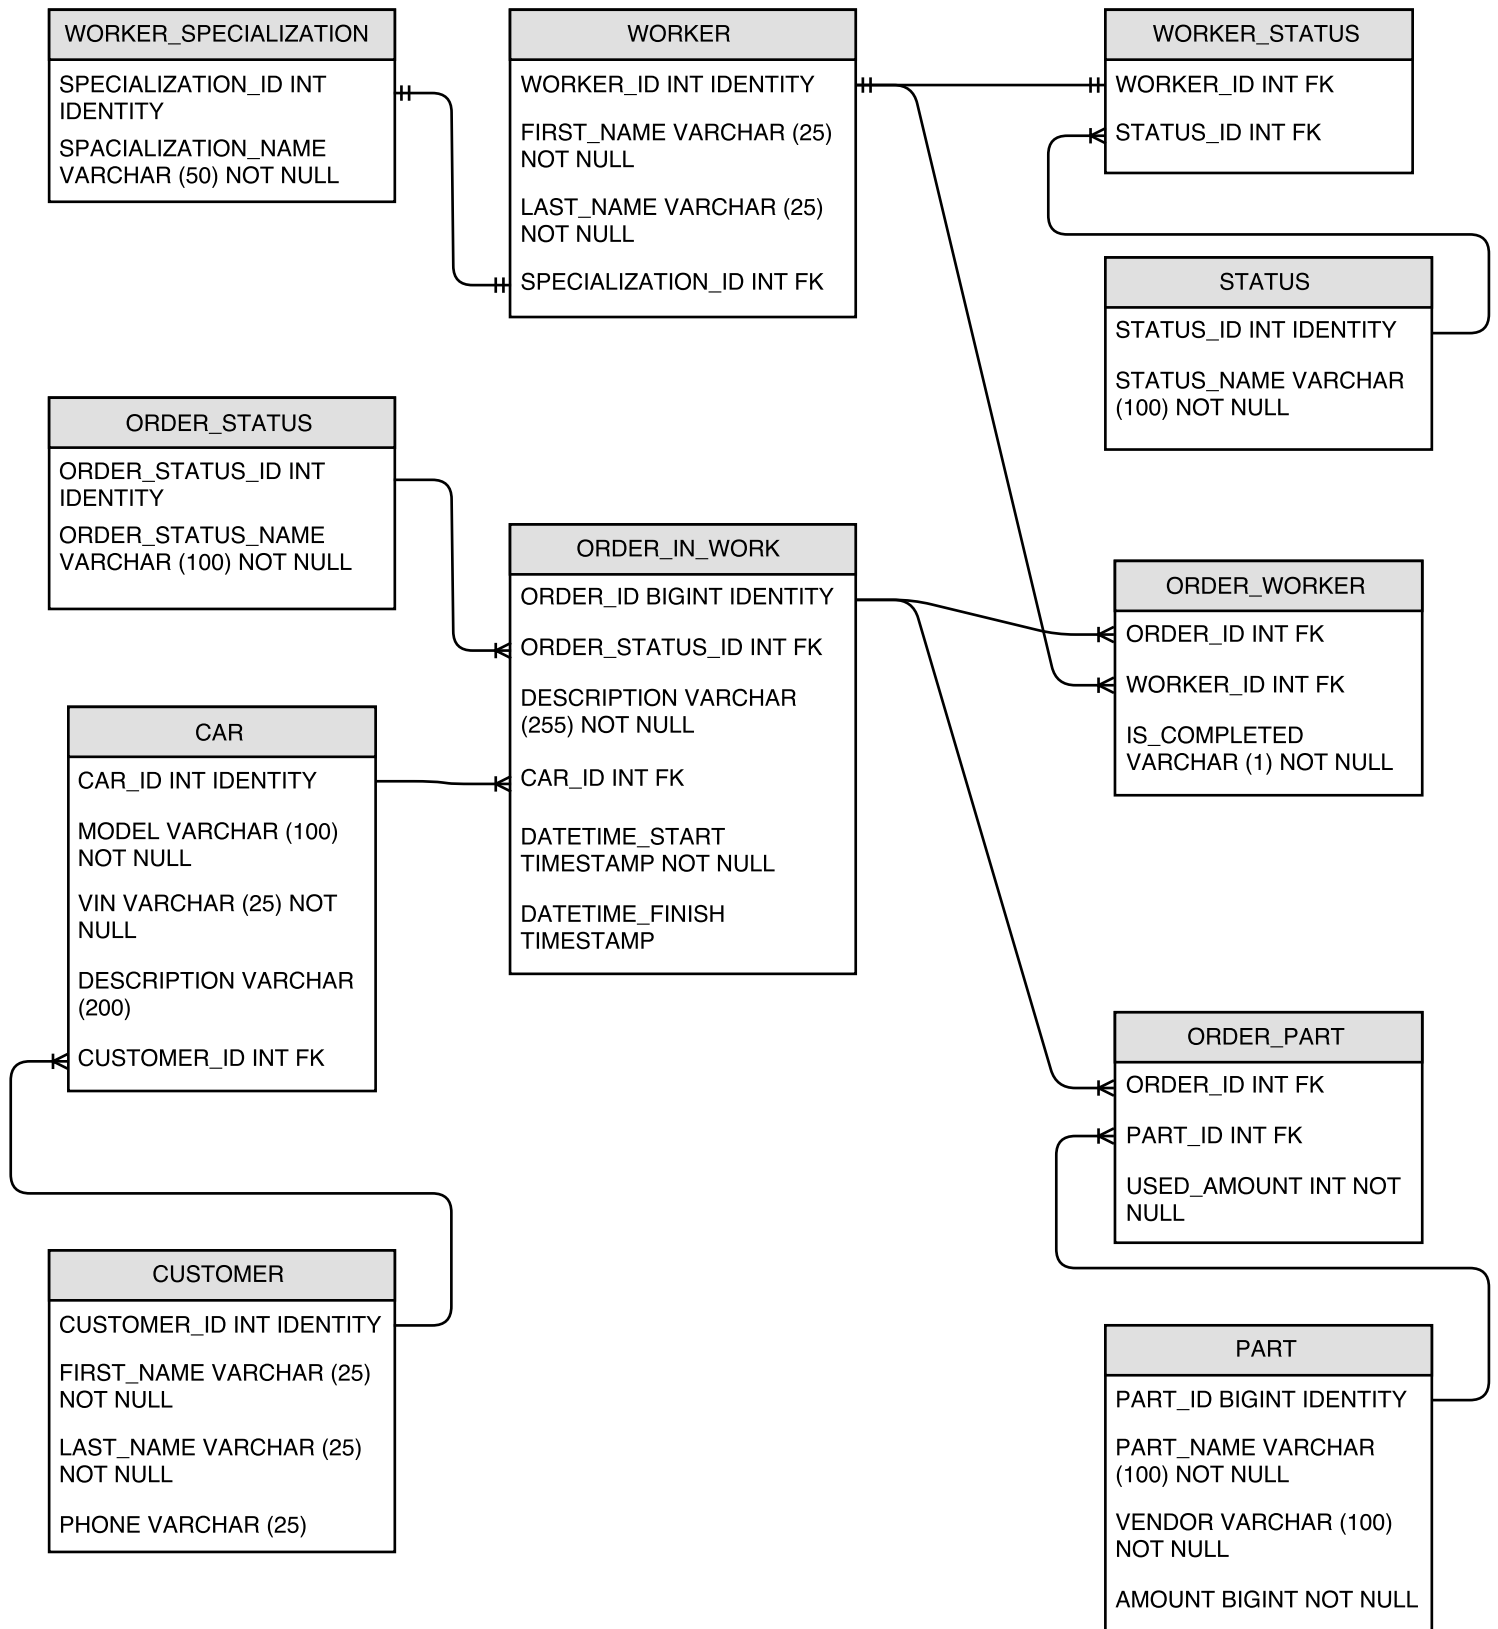 WORKER_SPECIALIZATION
SPECIALIZATION_ID INT
IDENTITY
SPACIALIZATION_NAME
VARCHAR (50) NOT NULL
WORKER
WORKER_ID INT IDENTITY
FIRST_NAME VARCHAR (25)
NOT NULL
LAST_NAME VARCHAR (25)
NOT NULL
SPECIALIZATION_ID INT FK
WORKER_STATUS
WORKER_ID INT FK
STATUS_ID INT FK
STATUS
STATUS_ID INT IDENTITY
STATUS_NAME VARCHAR
(100) NOT NULL
ORDER_STATUS
ORDER_STATUS_ID INT
IDENTITY
ORDER_STATUS_NAME
VARCHAR (100) NOT NULL
ORDER_IN_WORK
ORDER_ID BIGINT IDENTITY
ORDER_STATUS_ID INT FK
DESCRIPTION VARCHAR
(255) NOT NULL
CAR_ID INT FK
DATETIME_START
TIMESTAMP NOT NULL
DATETIME_FINISH
TIMESTAMP
ORDER_WORKER
ORDER_ID INT FK
WORKER_ID INT FK
IS_COMPLETED
VARCHAR (1) NOT NULL
CAR
CAR_ID INT IDENTITY
MODEL VARCHAR (100)
NOT NULL
VIN VARCHAR (25) NOT
NULL
DESCRIPTION VARCHAR
(200)
CUSTOMER_ID INT FK
ORDER_PART
ORDER_ID INT FK
PART_ID INT FK
USED_AMOUNT INT NOT
NULL
CUSTOMER
CUSTOMER_ID INT IDENTITY
FIRST_NAME VARCHAR (25)
NOT NULL
LAST_NAME VARCHAR (25)
NOT NULL
PHONE VARCHAR (25)
PART
PART_ID BIGINT IDENTITY
PART_NAME VARCHAR
(100) NOT NULL
VENDOR VARCHAR (100)
NOT NULL
AMOUNT BIGINT NOT NULL